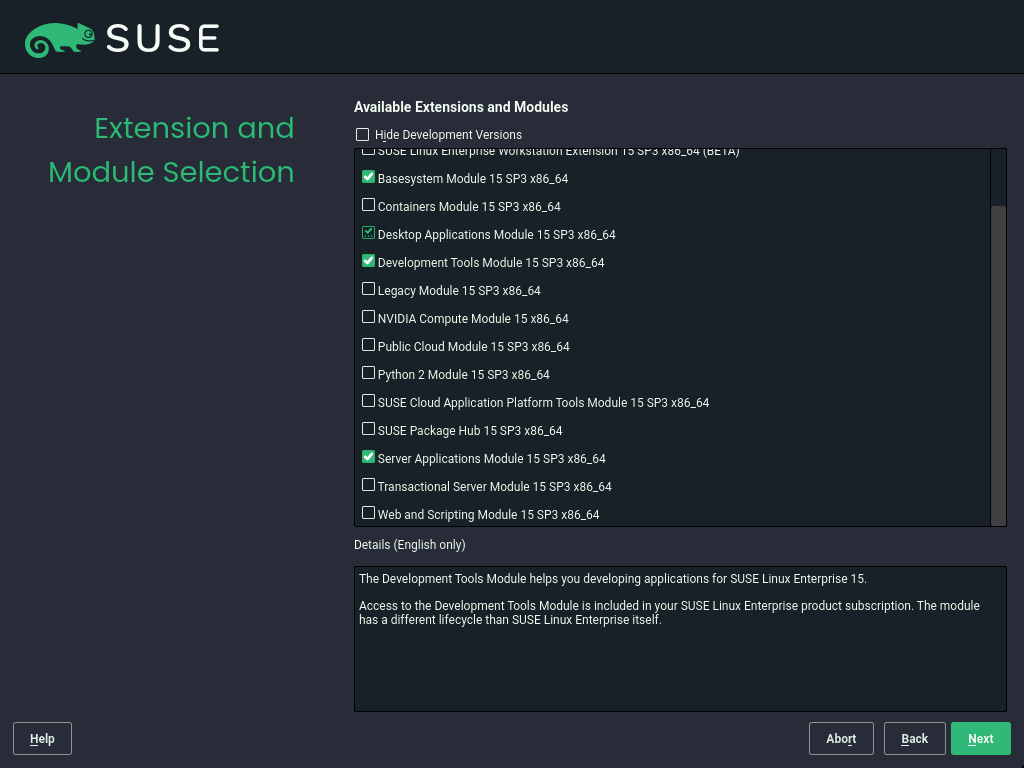 SUSE
Extension and
Module Selection
Available Extensions and Modules
Hide Development Versions
SUSE Linux Enterprise Workstation Extension 15 SP3 x86_64 (BETA)
Basesystem Module 15 SP3 x86_64
Containers Module 15 SP3 x86_64
Desktop Applications Module 15 SP3 x86_64
Development Tools Module 15 SP3 x86_64
Legacy Module 15 SP3 x86_64
NVIDIA Compute Module 15 x86_64
Public Cloud Module 15 SP3 x86_64
Python 2 Module 15 SP3 x86_64
SUSE Cloud Application Platform Tools Module 15 SP3 x86_64
SUSE Package Hub 15 SP3 x86_64
Server Applications Module 15 SP3 x86_64
Transactional Server Module 15 SP3 x86_64
Web and Scripting Module 15 SP3 x86_64
Details (English only)
The Development Tools Module helps you developing applications for SUSE Linux Enterprise 15.
Access to the Development Tools Module is included in your SUSE Linux Enterprise product subscription. The module
has a different lifecycle than SUSE Linux Enterprise itself.
Help
Abort
Back
Next